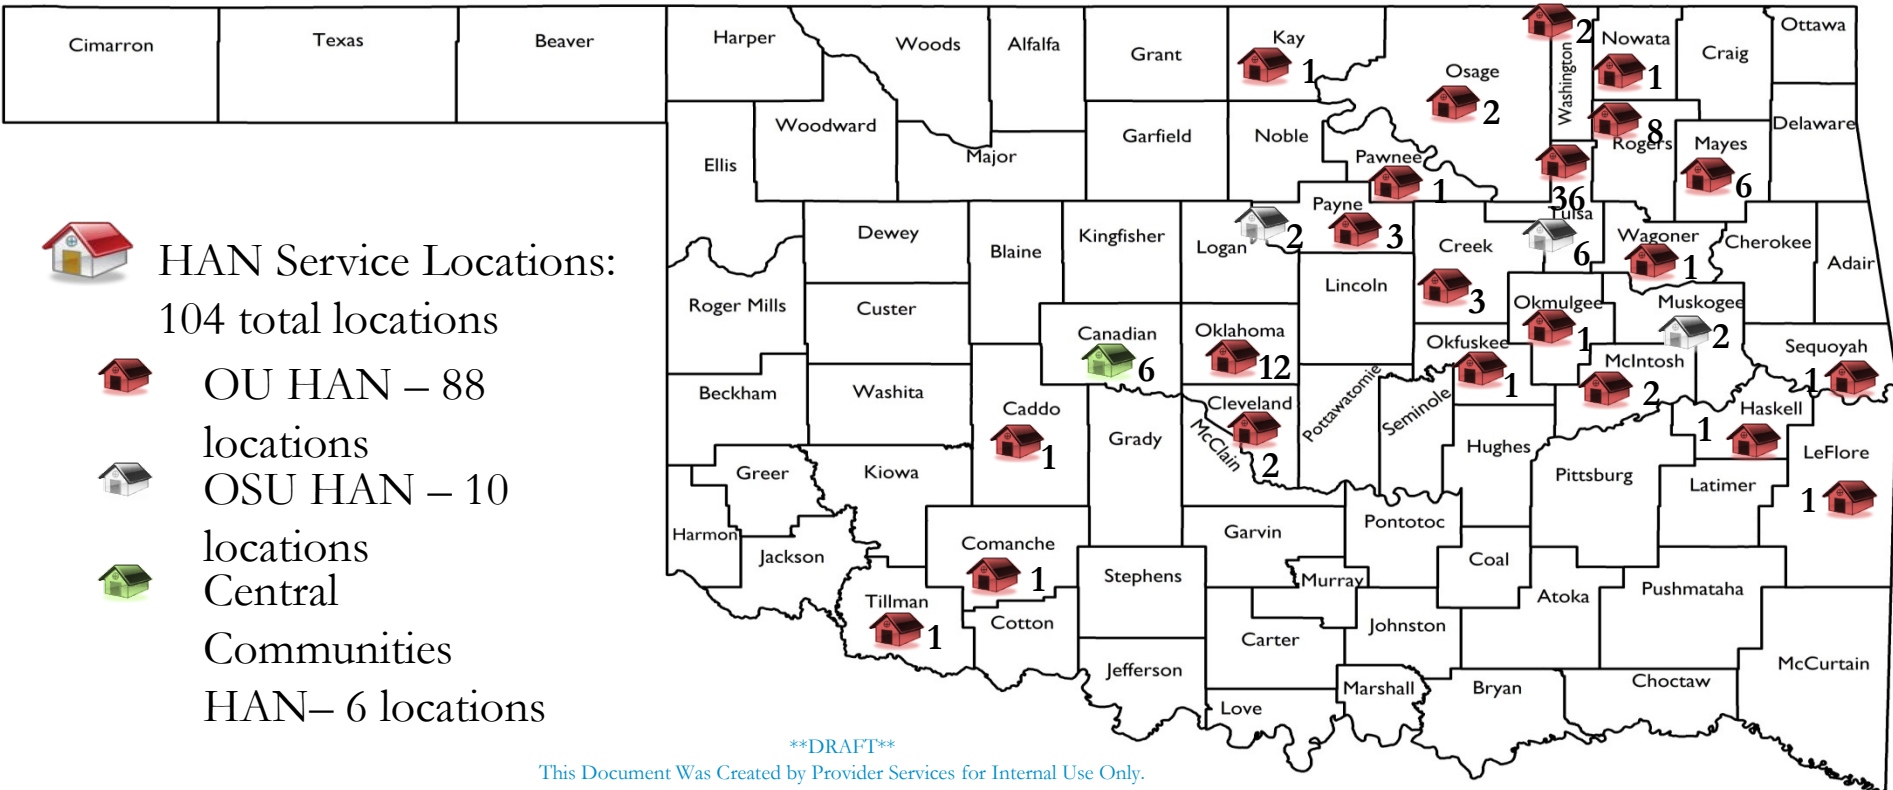 Cimarron
Texas
Beaver
Harper
Woods
Alfalfa
Grant
Kay
1
Osage
2
Washington
2
Nowata
1
Craig
Ottawa
Woodward
Ellis
Major
Garfield
Noble
Pawnee
1
Rogers
8
Mayes
6
Delaware
36
Tulsa
6
Dewey
Blaine
Kingfisher
Logan
2
Payne
3
Creek
3
Wagoner
1
Cherokee
Adair
HAN Service Locations:
104 total locations
OU HAN – 88
locations
OSU HAN – 10
locations
Central
Communities
HAN– 6 locations
Roger Mills
Custer
Canadian
6
Oklahoma
12
Lincoln
Okmulgee
1
Muskogee
2
Okfuskee
1
McIntosh
2
Sequoyah
1
Beckham
Washita
Caddo
1
Grady
Cleveland
2
McClain
Pottawatomie
Seminole
Hughes
Haskell
1
LeFlore
1
Greer
Kiowa
Pittsburg
Latimer
Harmon
Jackson
Comanche
1
Garvin
Pontotoc
Coal
Stephens
Murray
Atoka
Pushmataha
Tillman
1
Cotton
Carter
Johnston
Jefferson
Love
Marshall
Bryan
Choctaw
McCurtain
**DRAFT**
This Document Was Created by Provider Services for Internal Use Only.